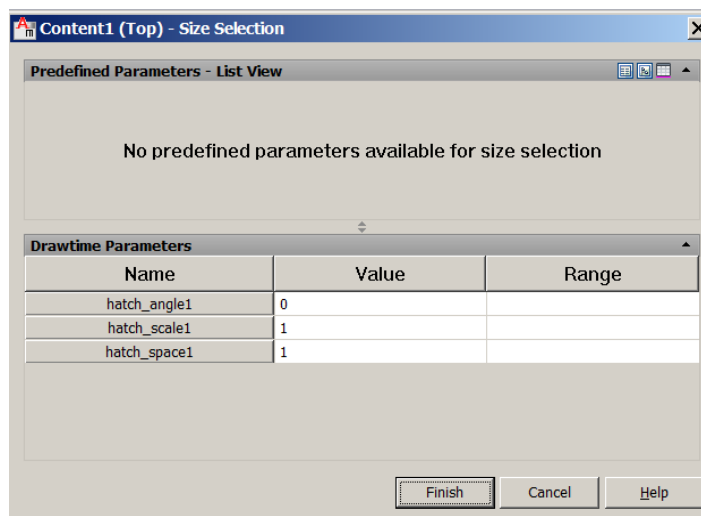 Content1 (Top) - Size Selection
Predefined Parameters - List View
No predefined parameters available for size selection
Drawtime Parameters
Name Value Range
hatch_angle1 0
hatch_scale1 1
hatch_space1 1
Finish Cancel Help